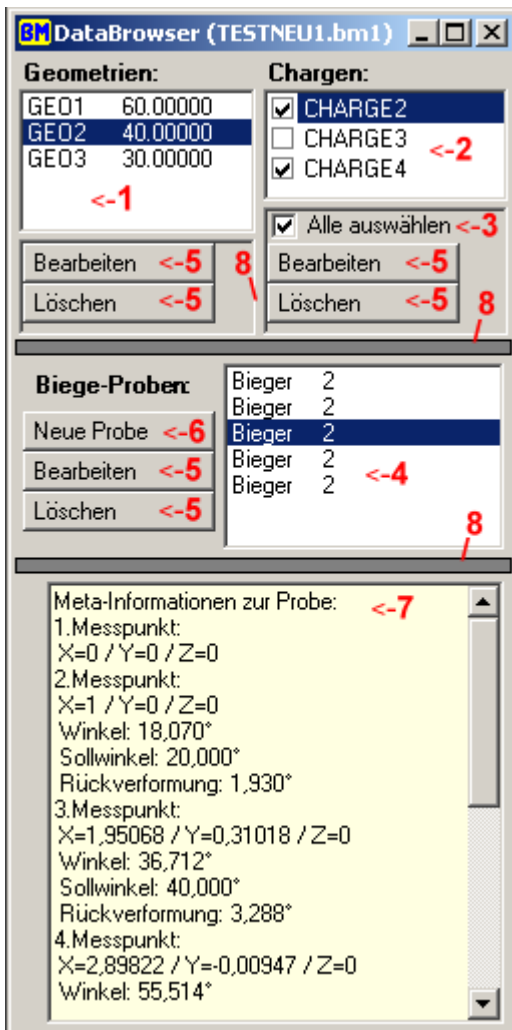 BM DataBrowser (TESTNEU1.bm1)
Geometrien:
GEO1 60.00000
GEO2 40.00000
GEO3 30.00000
<-1
Chargen:
CHARGE2
CHARGE3
CHARGE4
<-2
Alle auswählen <-3
Bearbeiten <-5
Löschen <-5
8
Bearbeiten <-5
Löschen <-5
8
Biege-Proben:
Neue Probe <-6
Bearbeiten <-5
Löschen <-5
Bieger 2
Bieger 2
Bieger 2
Bieger 2
Bieger 2
<-4
8
Meta-Informationen zur Probe: <-7
1.Messpunkt:
X=0 / Y=0 / Z=0
2.Messpunkt:
X=1 / Y=0 / Z=0
Winkel: 18,070°
Sollwinkel: 20,000°
Rückverformung: 1,930°
3.Messpunkt:
X=1,95068 / Y=0,31018 / Z=0
Winkel: 36,712°
Sollwinkel: 40,000°
Rückverformung: 3,288°
4.Messpunkt:
X=2,89822 / Y=-0,00947 / Z=0
Winkel: 55,514°